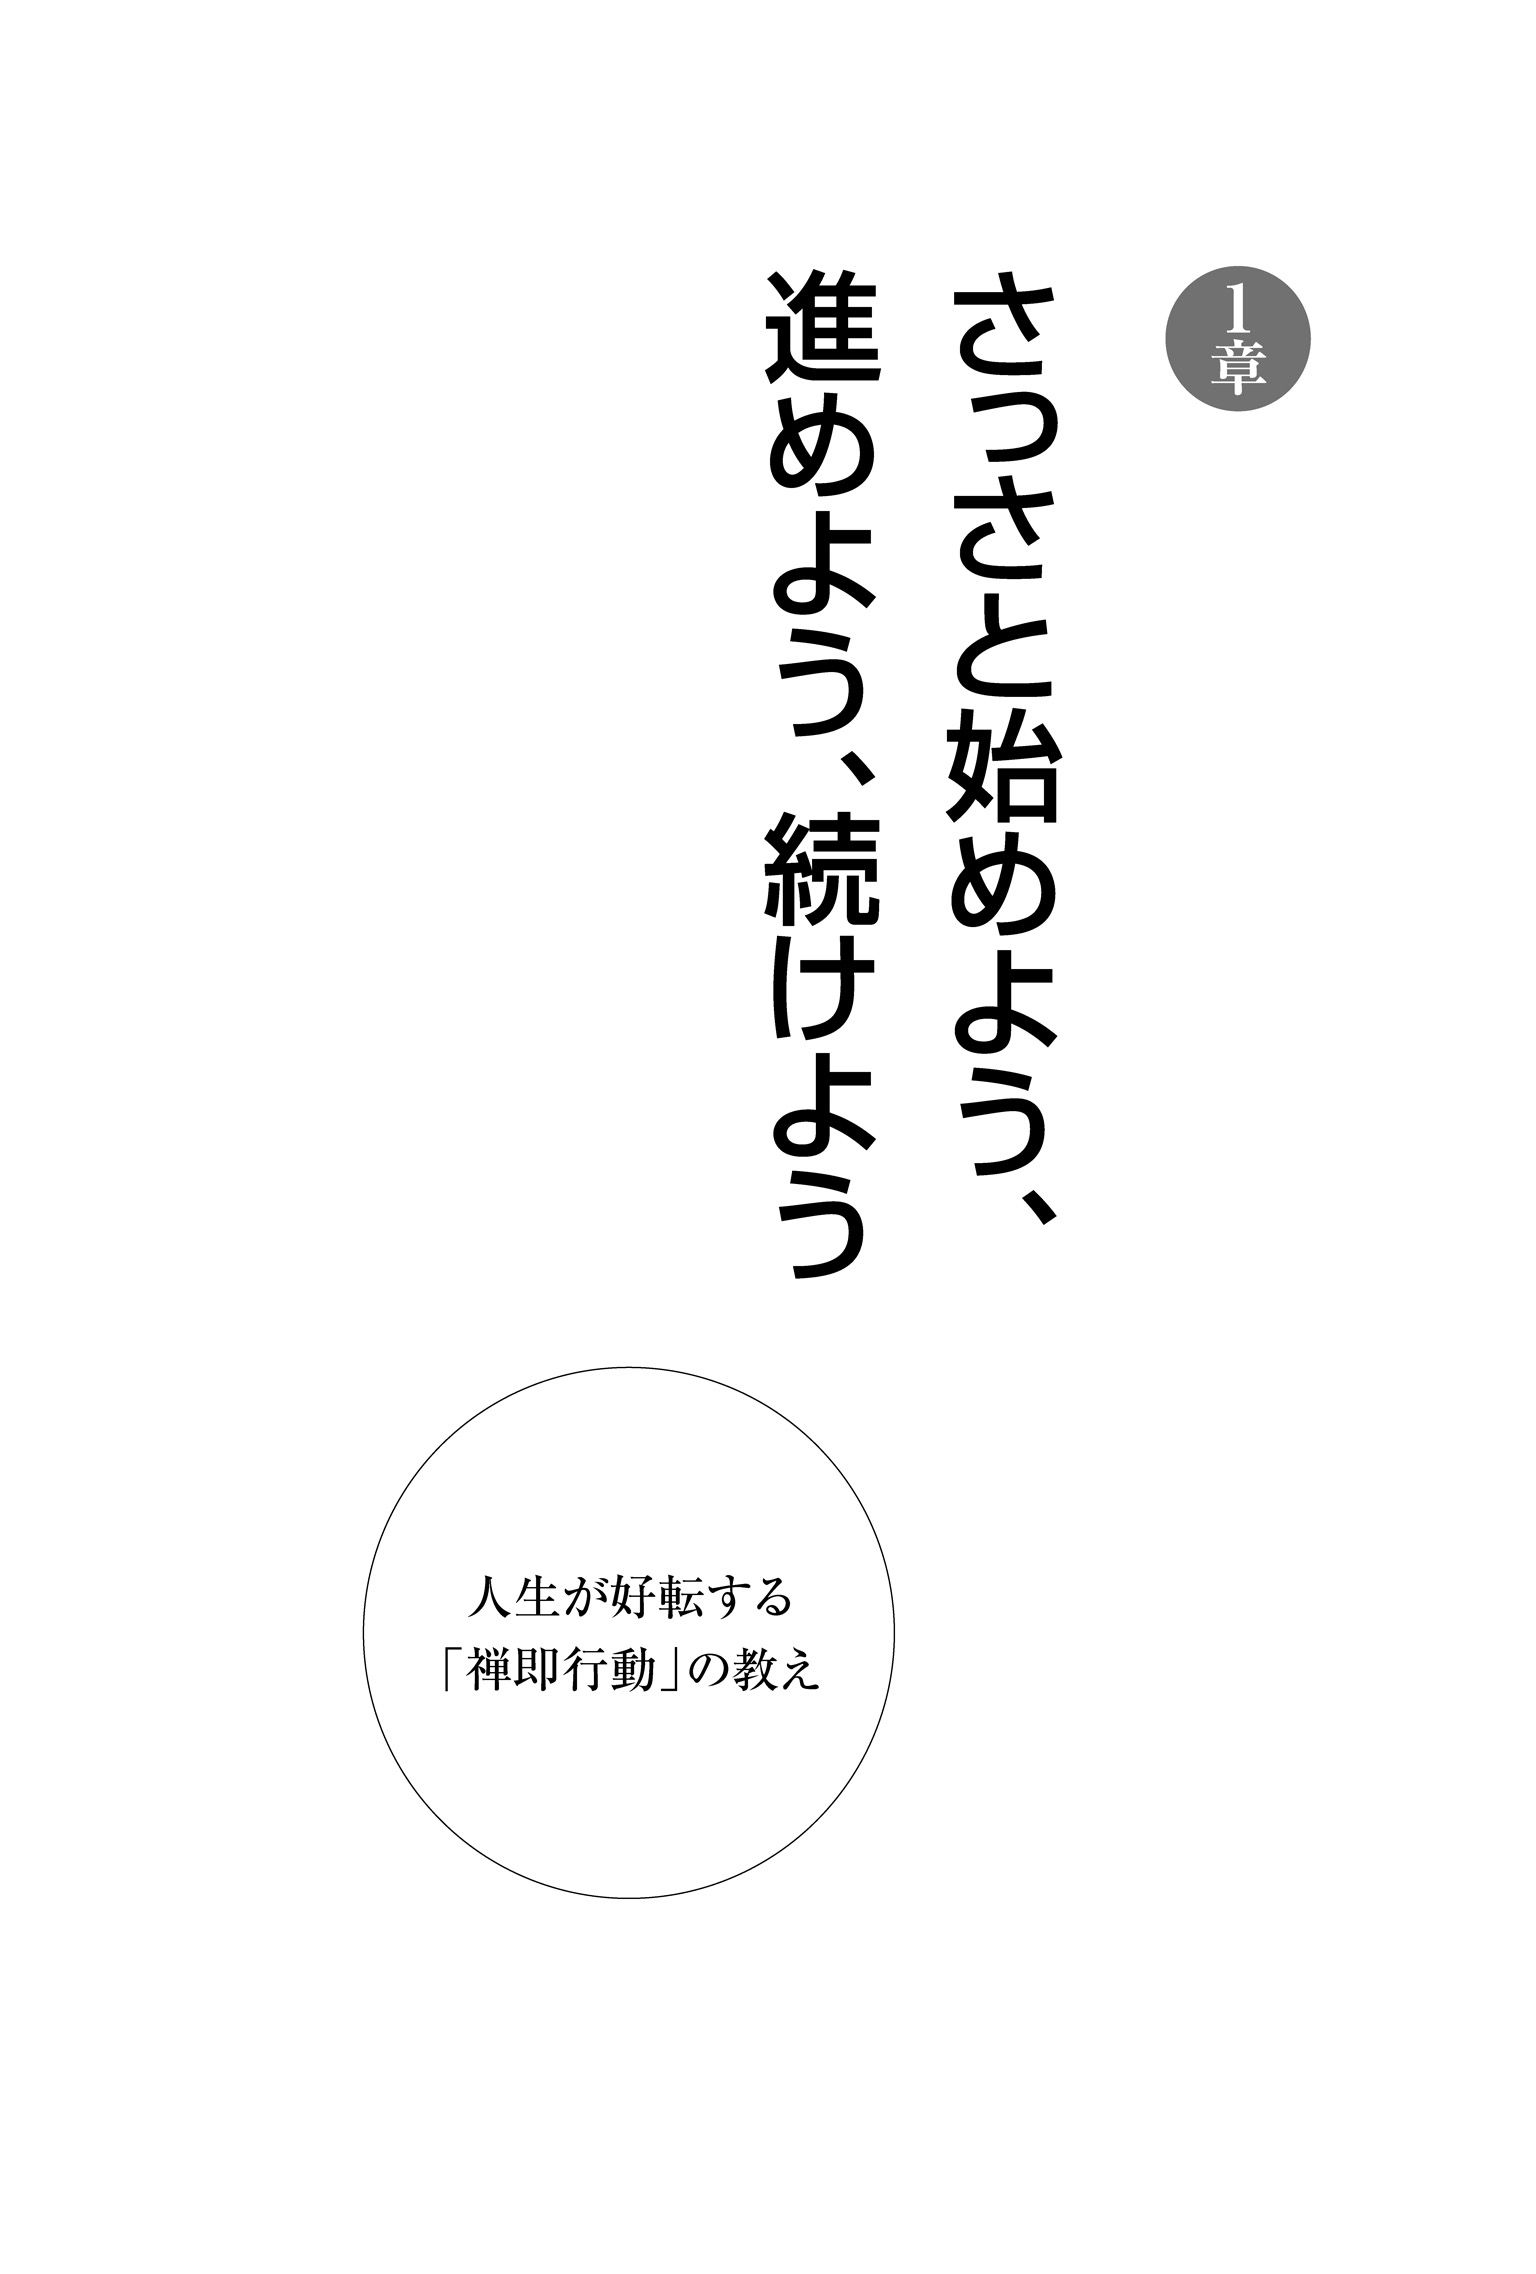 1章
さっさと始めよう、
進めよう、続けよう
人生が好転する
「禅即行動」の教え